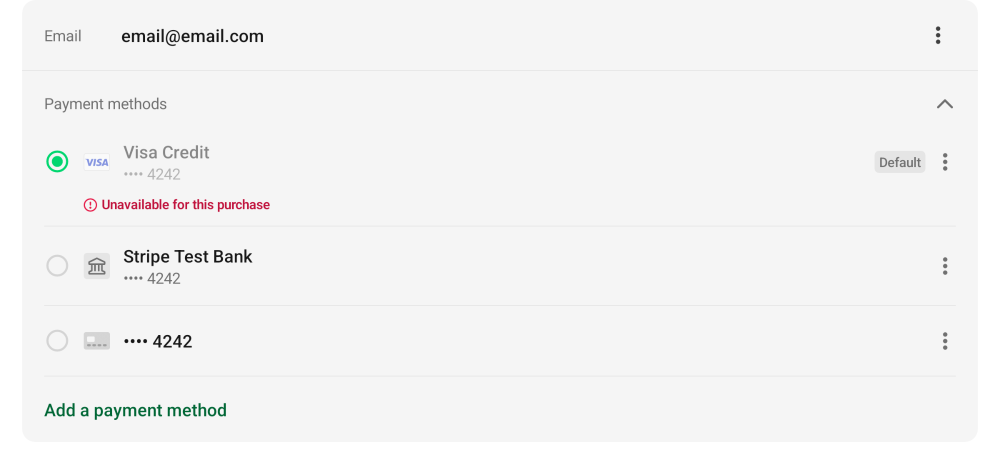 Email email@email.com
Payment methods
VISA Visa Credit Default
•••• 4242
Unavailable for this purchase
Stripe Test Bank
•••• 4242
•••• 4242
Add a payment method